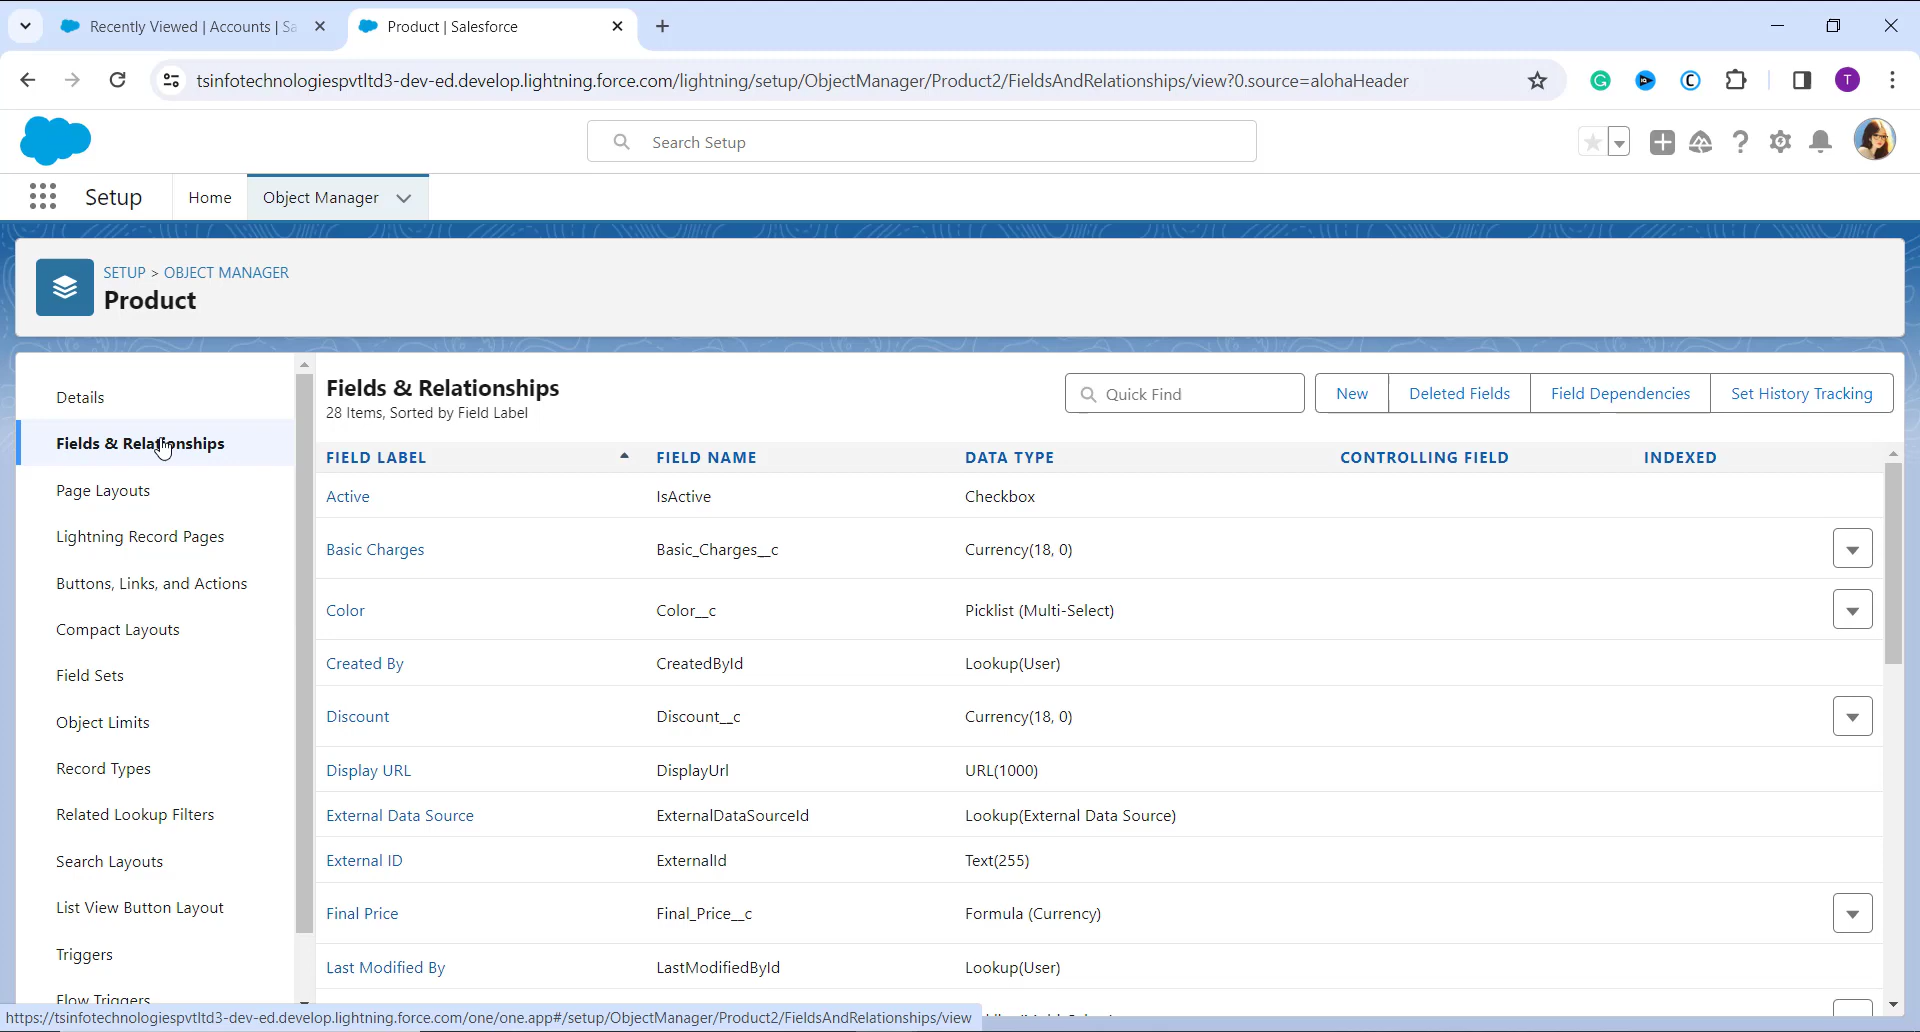 Recently Viewed | Accounts | Sa
Product | Salesforce
tsinfotechnologiespvtltd3-dev-ed.develop.lightning.force.com/lightning/setup/ObjectManager/Product2/FieldsAndRelationships/view?0.source=alohaHeader
T
Search Setup
Setup
Home
Object Manager
SETUP > OBJECT MANAGER
Product
Details
Fields & Relationships
Page Layouts
Lightning Record Pages
Buttons, Links, and Actions
Compact Layouts
Field Sets
Object Limits
Record Types
Related Lookup Filters
Search Layouts
List View Button Layout
Triggers
Flow Triggers
Fields & Relationships
28 Items, Sorted by Field Label
Quick Find
New
Deleted Fields
Field Dependencies
Set History Tracking
FIELD LABEL FIELD NAME DATA TYPE CONTROLLING FIELD INDEXED
Active IsActive Checkbox
Basic Charges Basic_Charges__c Currency(18, 0)
Color Color__c Picklist (Multi-Select)
Created By CreatedById Lookup(User)
Discount Discount__c Currency(18, 0)
Display URL DisplayUrl URL(1000)
External Data Source ExternalDataSourceId Lookup(External Data Source)
External ID ExternalId Text(255)
Final Price Final_Price__c Formula (Currency)
Last Modified By LastModifiedById Lookup(User)
https://tsinfotechnologiespvtltd3-dev-ed.develop.lightning.force.com/one/one.app#/setup/ObjectManager/Product2/FieldsAndRelationships/view